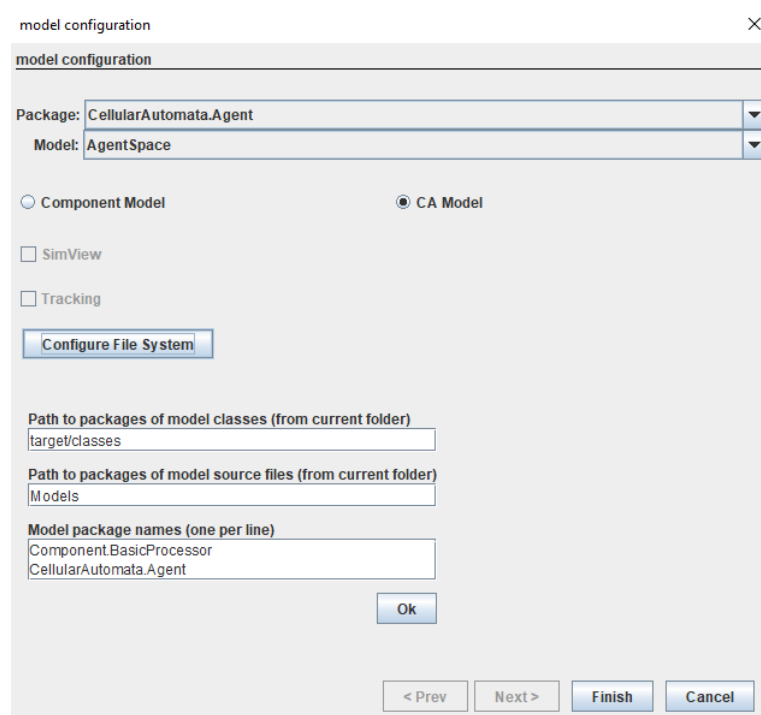 model configuration
model configuration
Package: CellularAutomata.Agent
Model: AgentSpace
Component Model CA Model
SimView
Tracking
Configure File System
Path to packages of model classes (from current folder)
target/classes
Path to packages of model source files (from current folder)
Models
Model package names (one per line)
Component.BasicProcessor
CellularAutomata.Agent
Ok
< Prev Next > Finish Cancel